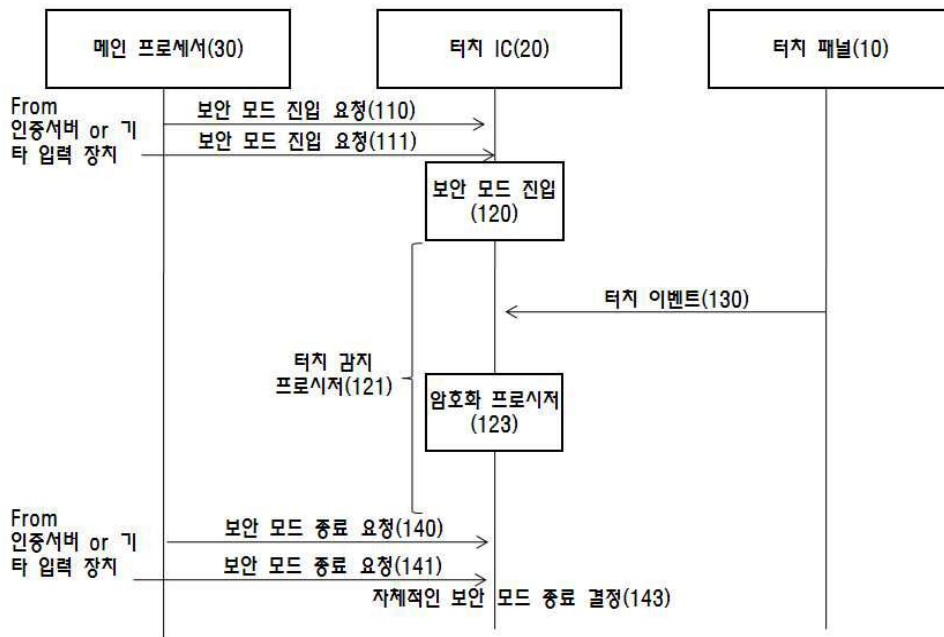 메인 프로세서(30)
터치 IC(20)
터치 패널(10)
From
인증서버 or 기
타 입력 장치
보안 모드 진입 요청(110)
보안 모드 진입 요청(111)
보안 모드 진입
(120)
터치 이벤트(130)
터치 감지
프로시저(121)
암호화 프로시저
(123)
From
인증서버 or 기
타 입력 장치
보안 모드 종료 요청(140)
보안 모드 종료 요청(141)
자체적인 보안 모드 종료 결정(143)